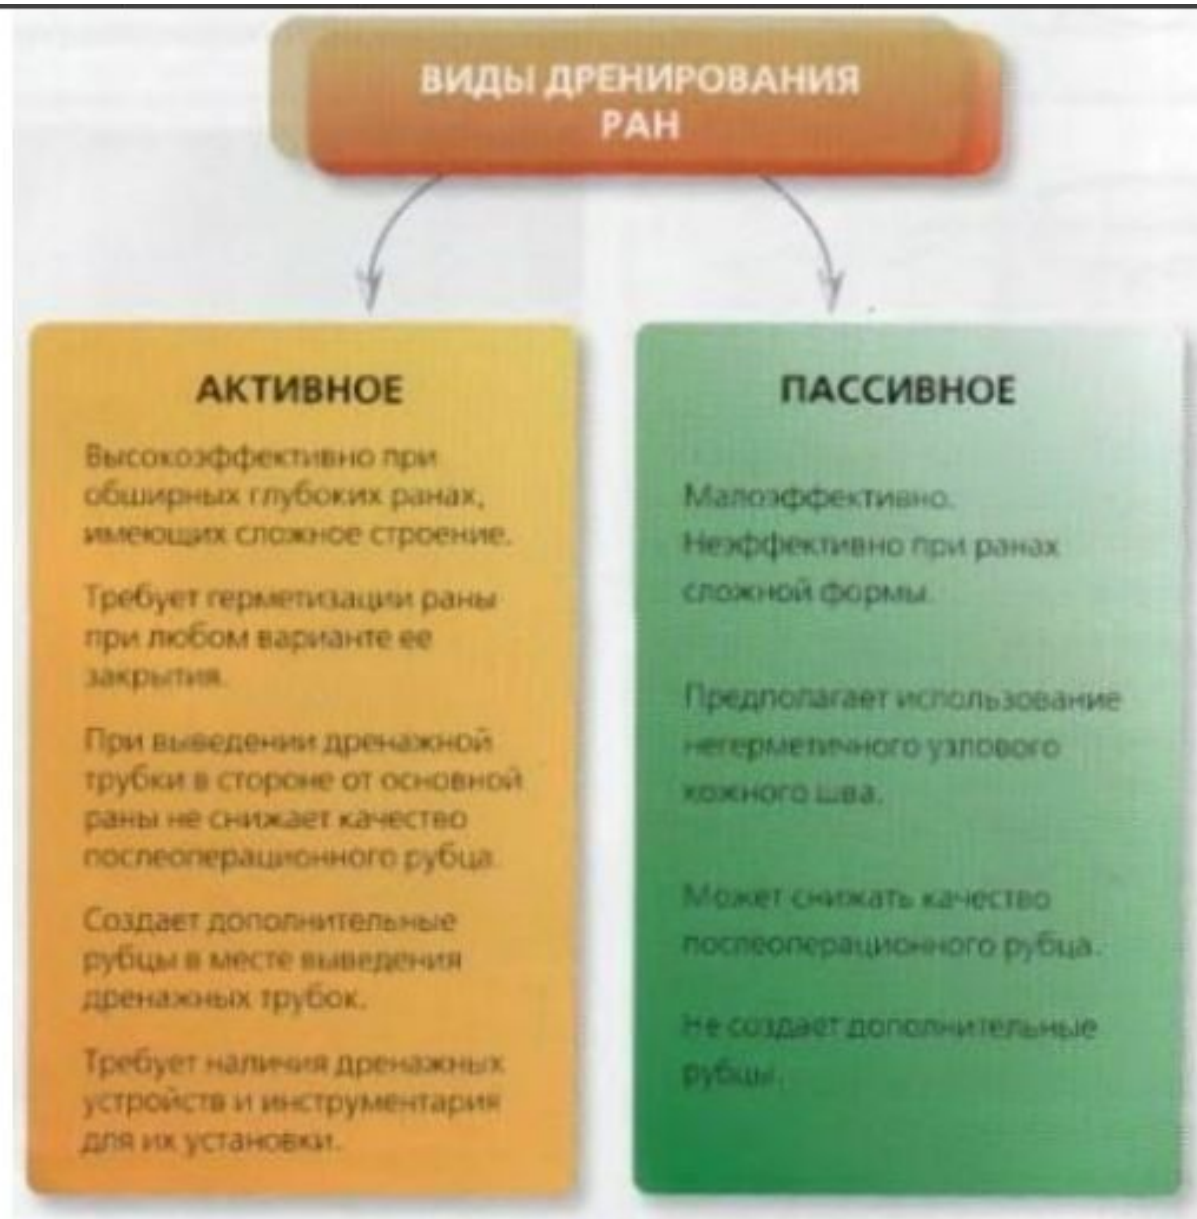 ВИДЫ ДРЕНИРОВАНИЯ
РАН
АКТИВНОЕ
Высокоэффективно при
обширных глубоких ранах,
имеющих сложное строение.
Требует герметизации раны
при любом варианте ее
закрытия.
При выведении дренажной
трубки в стороне от основной
раны не снижает качество
послеоперационного рубца.
Создает дополнительные
рубцы в месте выведения
дренажных трубок.
Требует наличия дренажных
устройств и инструментария
для их установки.
ПАССИВНОЕ
Малоэффективно.
Неэффективно при ранах
сложной формы.
Предполагает использование
негерметичного узлового
кожного шва.
Может снижать качество
послеоперационного рубца.
Не создает дополнительные
рубцы.